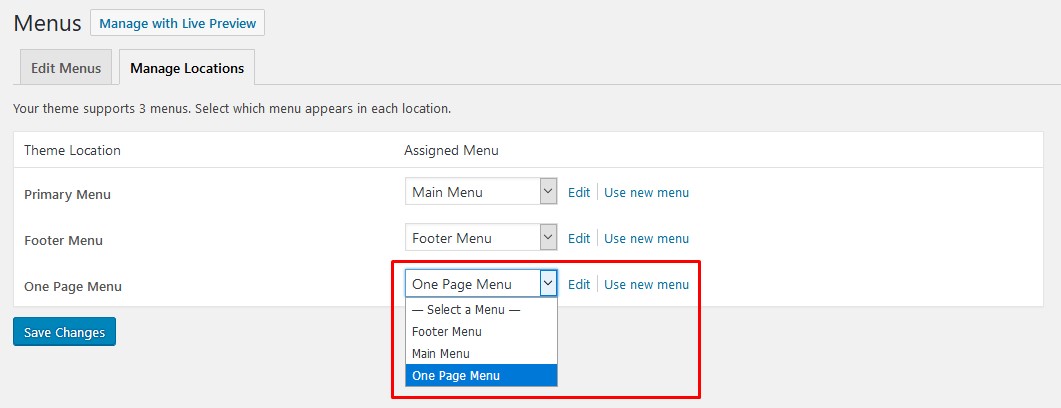 Menus Manage with Live Preview
Edit Menus Manage Locations
Your theme supports 3 menus. Select which menu appears in each location.
Theme Location Assigned Menu
Primary Menu Main Menu Edit Use new menu
Footer Menu Footer Menu Edit Use new menu
One Page Menu One Page Menu Edit Use new menu
— Select a Menu —
Footer Menu
Main Menu
One Page Menu
Save Changes